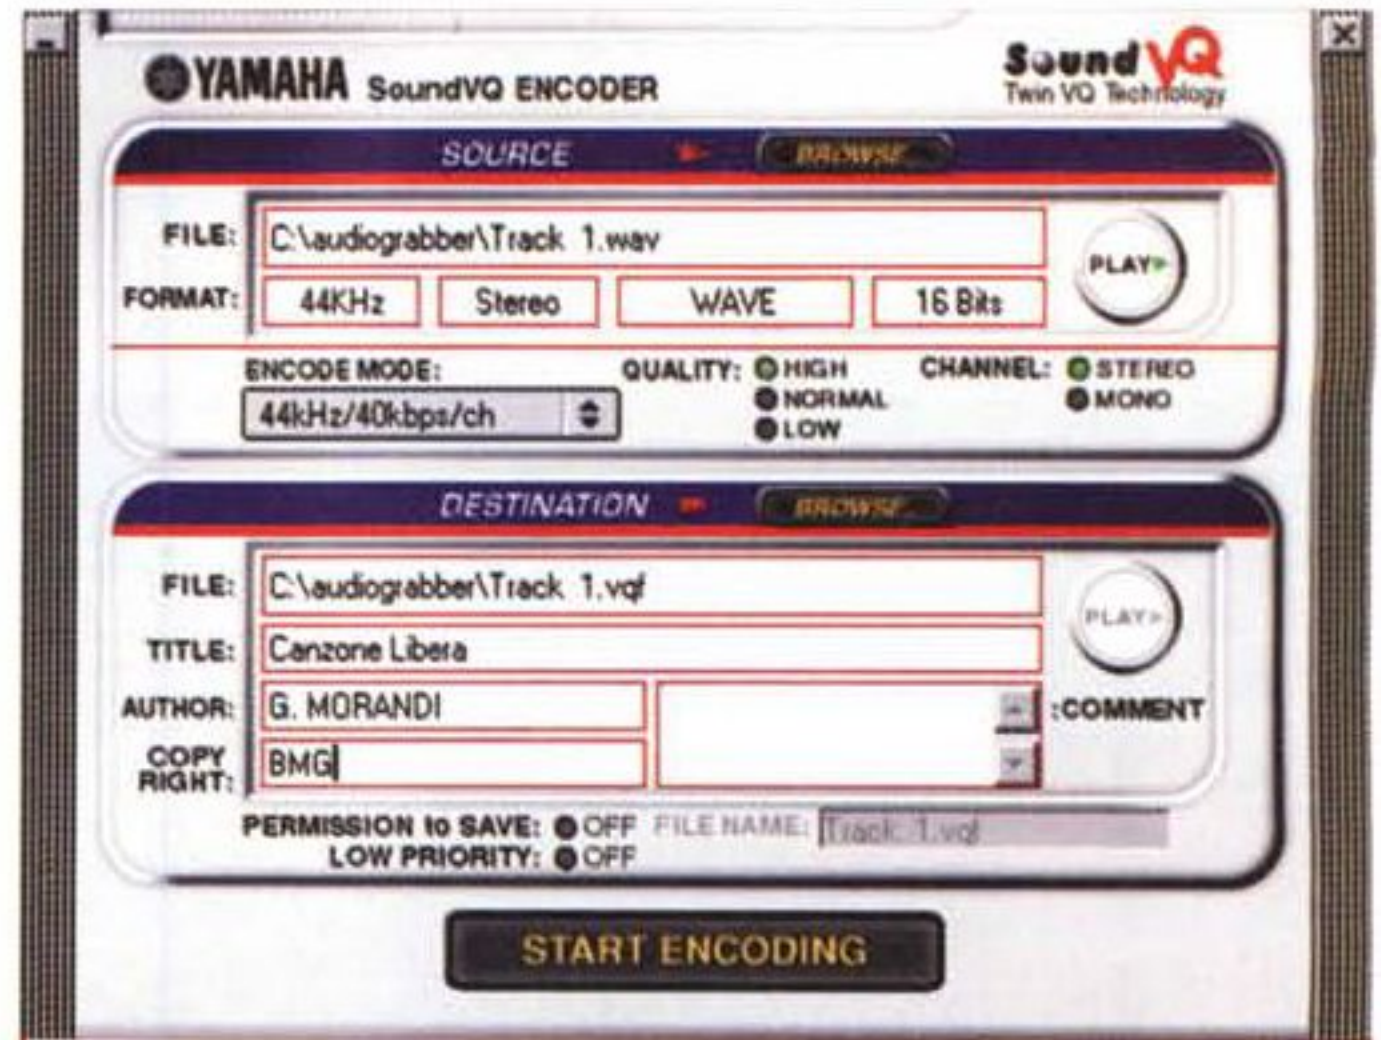 YAMAHA SoundVQ ENCODER
Sound VQ
Twin VQ Technology
SOURCE BROWSE
FILE: C:\audiograbber\Track 1.wav
PLAY
FORMAT: 44KHz Stereo WAVE 16 Bits
ENCODE MODE: QUALITY: HIGH CHANNEL: STEREO
44kHz/40kbps/ch NORMAL MONO
LOW
DESTINATION BROWSE
FILE: C:\audiograbber\Track 1.vqf
PLAY
TITLE: Canzone Libera
AUTHOR: G. MORANDI :COMMENT
COPY
RIGHT: BMG
PERMISSION to SAVE: OFF FILE NAME: Track 1.vqf
LOW PRIORITY: OFF
START ENCODING